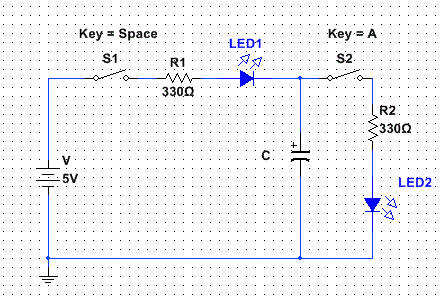 Key = Space
Key = A
S1
LED1
S2
R1
330Ω
R2
330Ω
V
5V
+
C
LED2